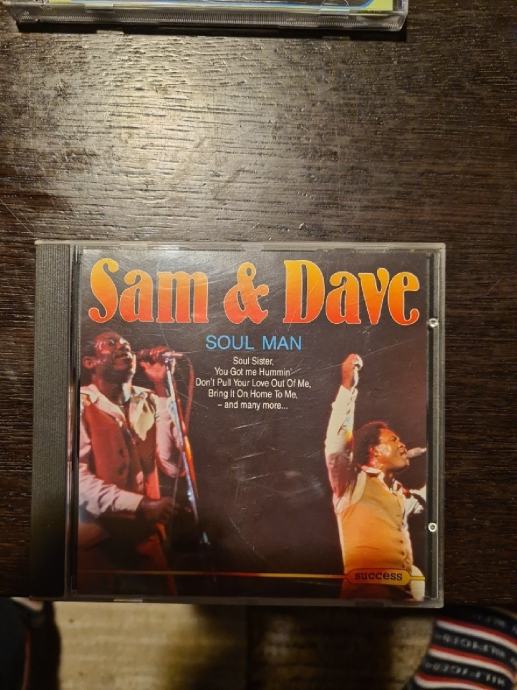 Sam & Dave
SOUL MAN
Soul Sister,
You Got me Hummin'
Don't Pull Your Love Out Of Me,
Bring It On Home To Me,
– and many more...
success